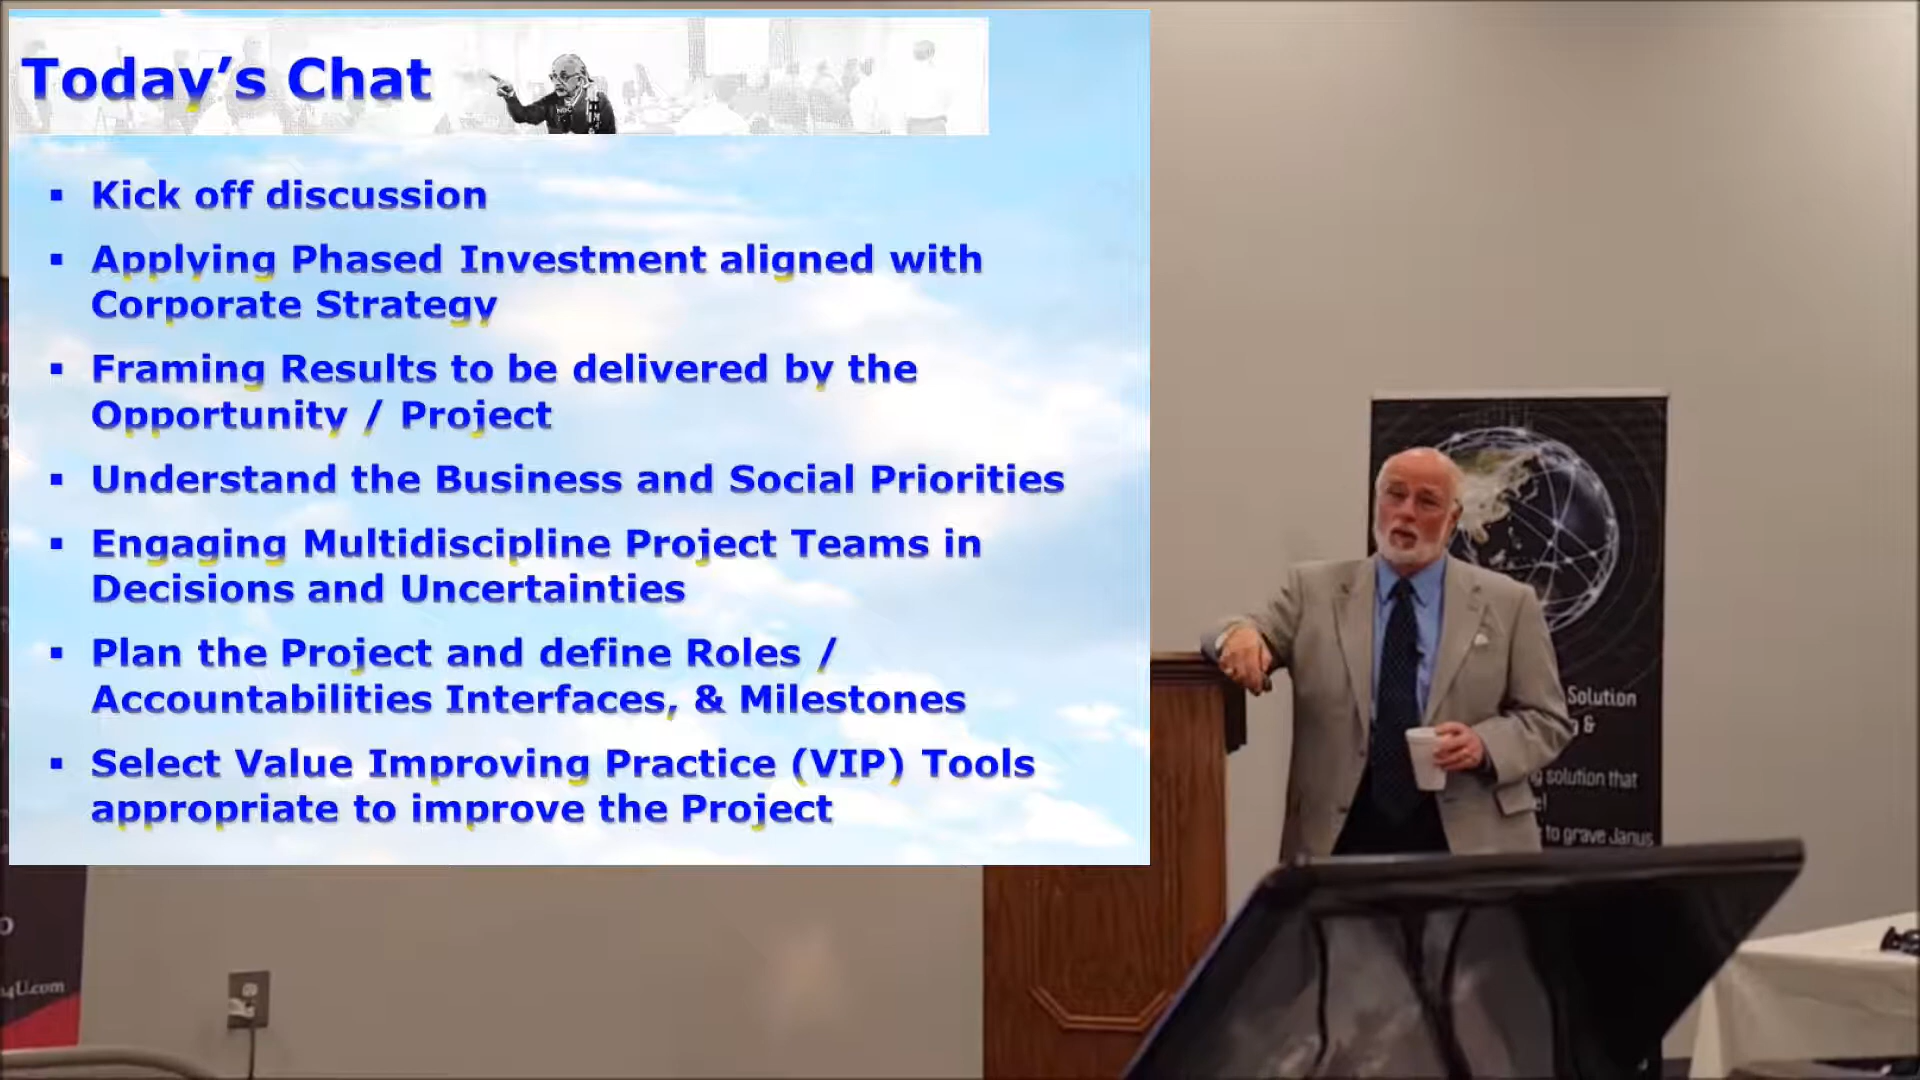 Today's Chat
▪ Kick off discussion
▪ Applying Phased Investment aligned with
Corporate Strategy
▪ Framing Results to be delivered by the
Opportunity / Project
▪ Understand the Business and Social Priorities
▪ Engaging Multidiscipline Project Teams in
Decisions and Uncertainties
▪ Plan the Project and define Roles /
Accountabilities Interfaces, & Milestones
▪ Select Value Improving Practice (VIP) Tools
appropriate to improve the Project
Solution
&
solution that
to grave Janus
4U.com